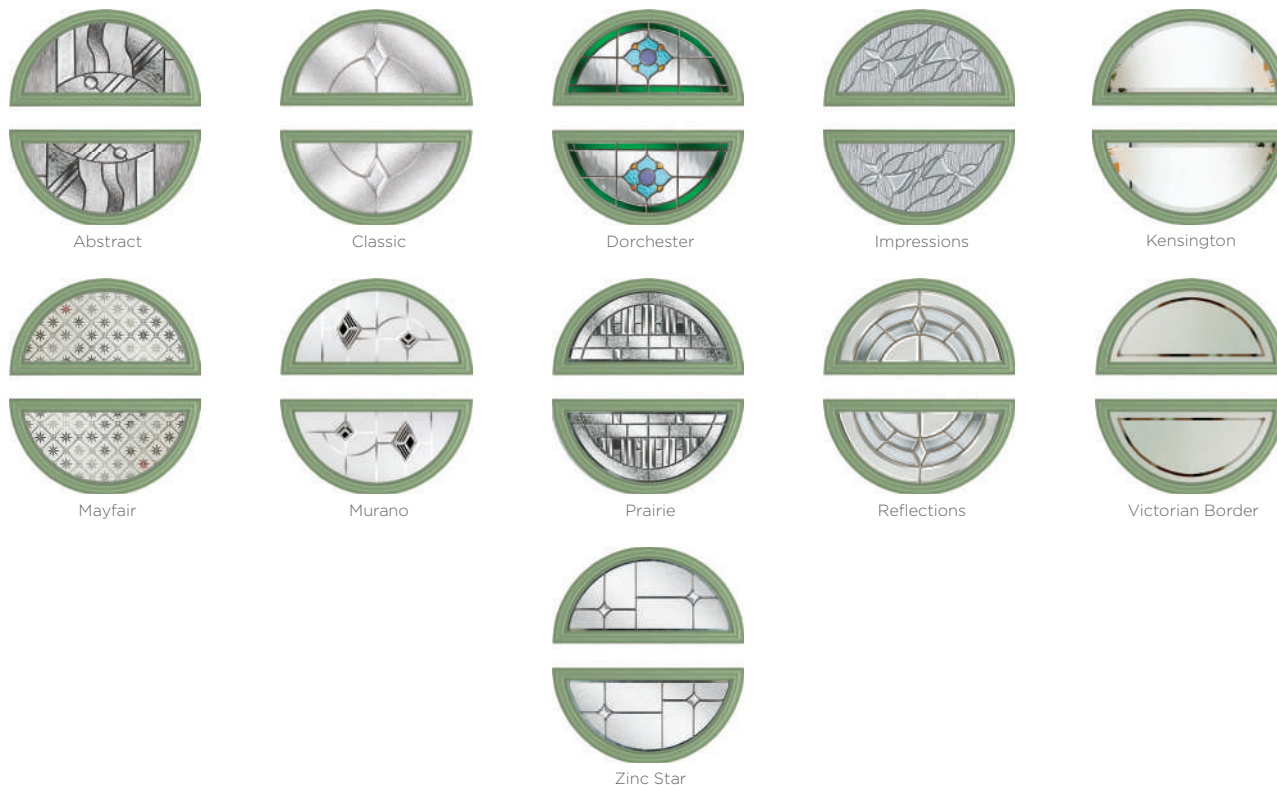 Abstract
Classic
Dorchester
Impressions
Kensington
Mayfair
Murano
Prairie
Reflections
Victorian Border
Zinc Star